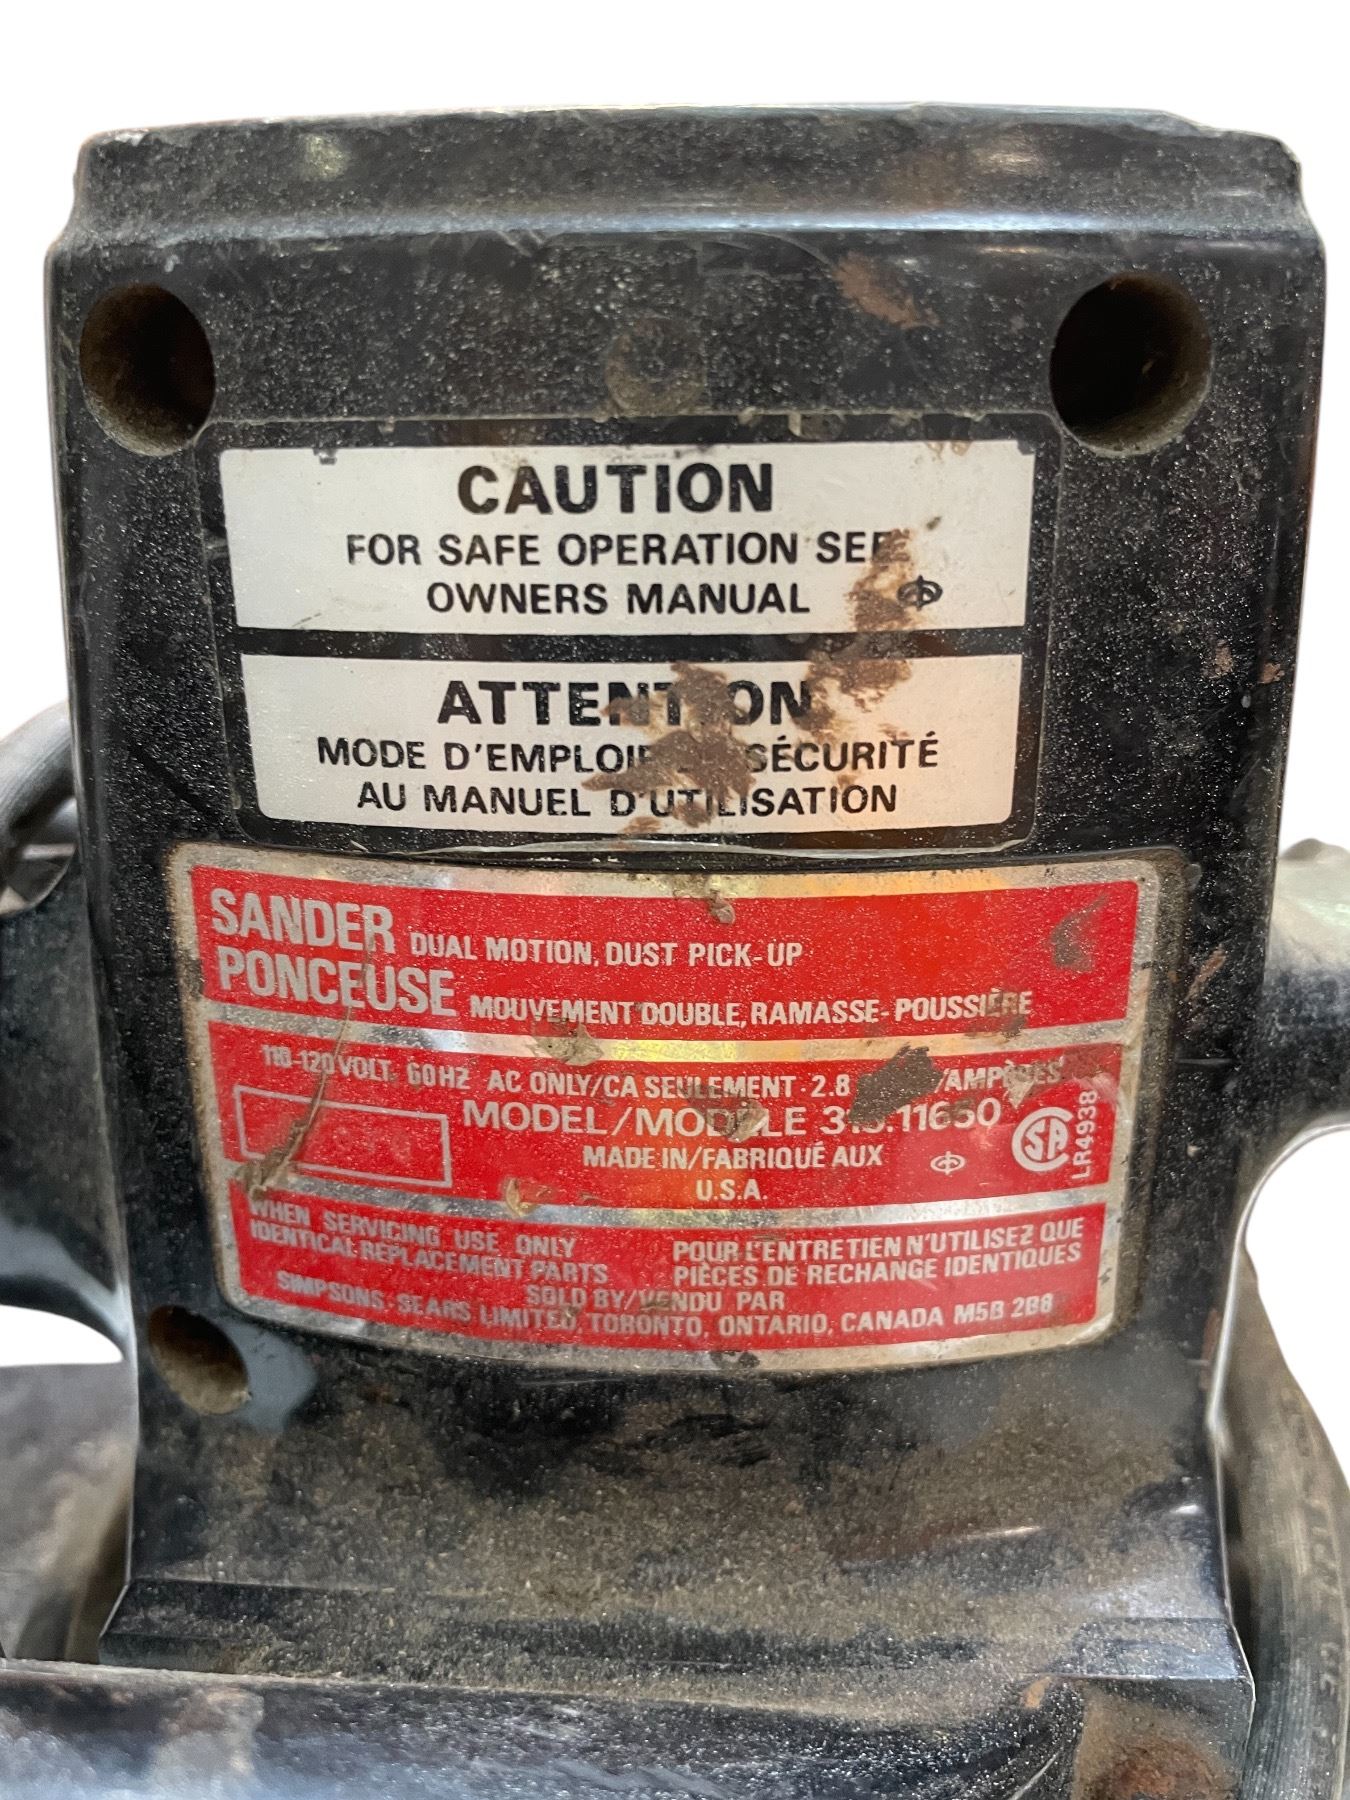 CAUTION
FOR SAFE OPERATION SEE
OWNERS MANUAL
ATTENTION
MODE D'EMPLOI SÉCURITÉ
AU MANUEL D'UTILISATION
SANDER DUAL MOTION, DUST PICK-UP
PONCEUSE MOUVEMENT DOUBLE, RAMASSE-POUSSIÈRE
110-120 VOLT. 60HZ AC ONLY/CA SEULEMENT - 2.8 /AMPÈRES
MODEL/MODÈLE
MADE IN/FABRIQUÉ AUX
U.S.A.
LR4938
WHEN SERVICING USE ONLY
IDENTICAL REPLACEMENT PARTS
POUR L'ENTRETIEN N'UTILISEZ QUE
PIÈCES DE RECHANGE IDENTIQUES
SOLD BY/VENDU PAR
SIMPSONS-SEARS LIMITED, TORONTO, ONTARIO, CANADA M5B 2B8